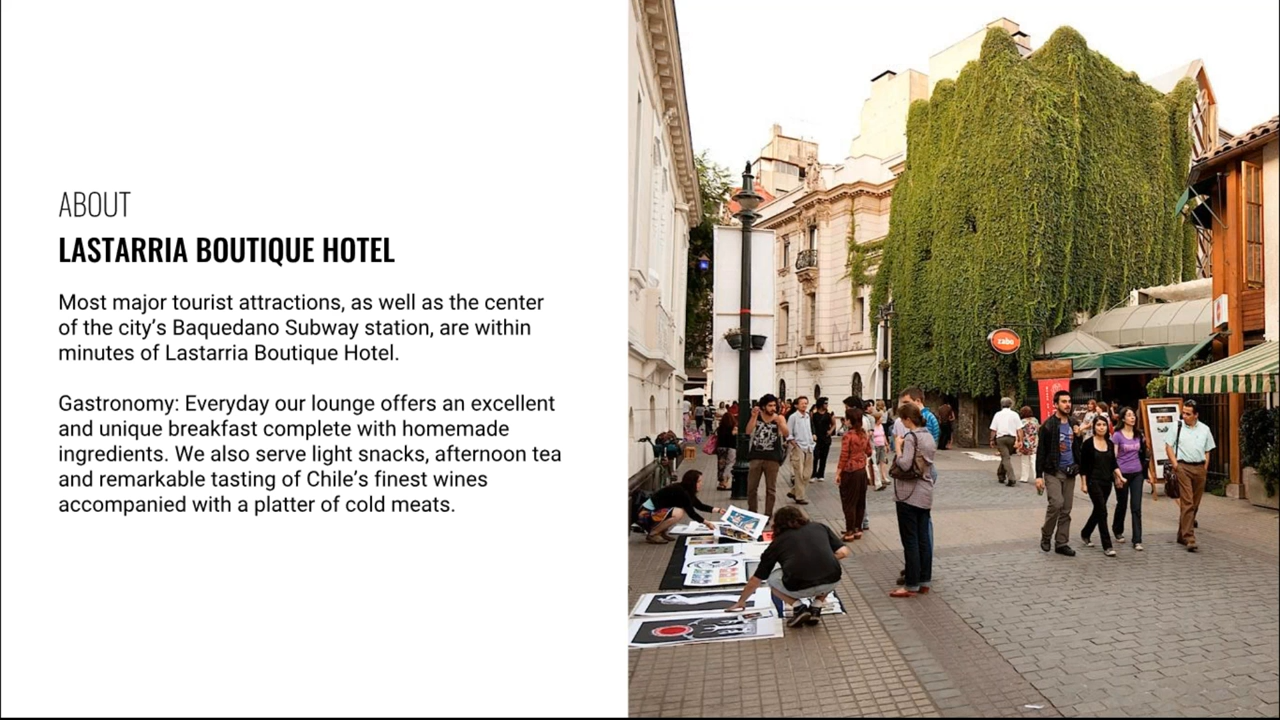 ABOUT
LASTARRIA BOUTIQUE HOTEL
Most major tourist attractions, as well as the center
of the city's Baquedano Subway station, are within
minutes of Lastarria Boutique Hotel.
Gastronomy: Everyday our lounge offers an excellent
and unique breakfast complete with homemade
ingredients. We also serve light snacks, afternoon tea
and remarkable tasting of Chile's finest wines
accompanied with a platter of cold meats.
zabo